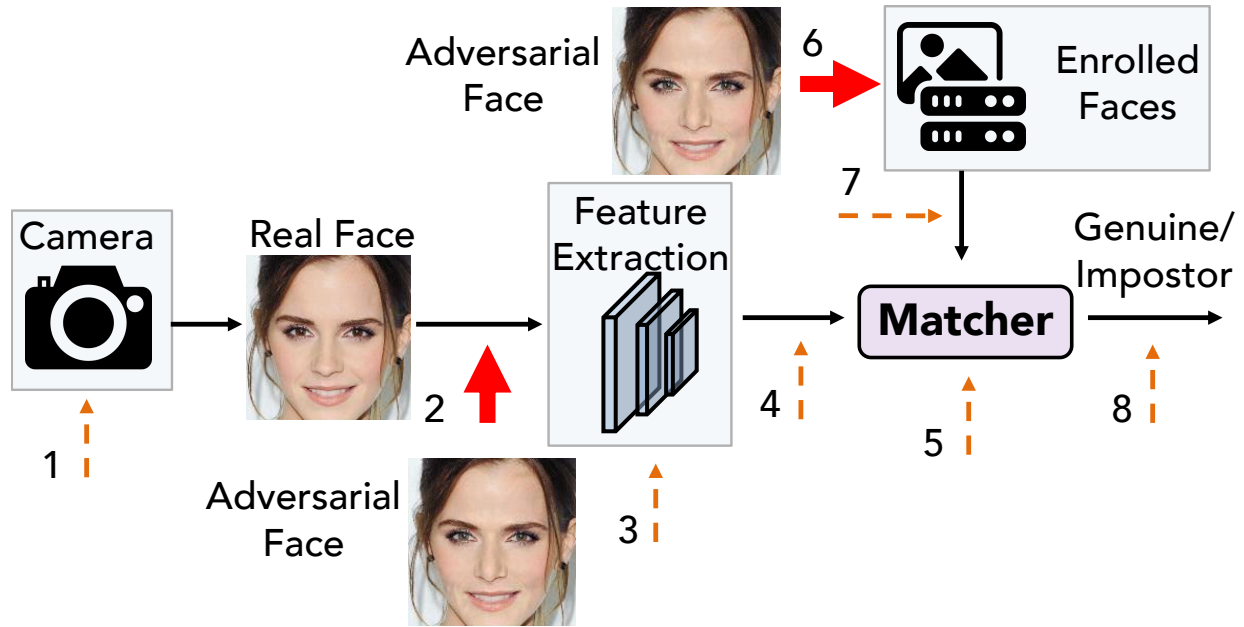 Adversarial
Face
6
Enrolled
Faces
7
Camera
Real Face
Feature
Extraction
Genuine/
Impostor
Matcher
1
2
3
4
5
8
Adversarial
Face